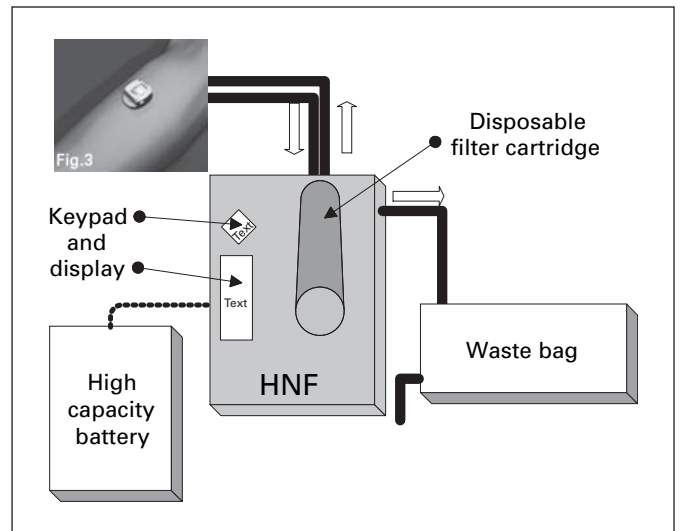 Fig.3
Disposable
filter cartridge
Keypad
and
display
Text
Text
HNF
High
capacity
battery
Waste bag